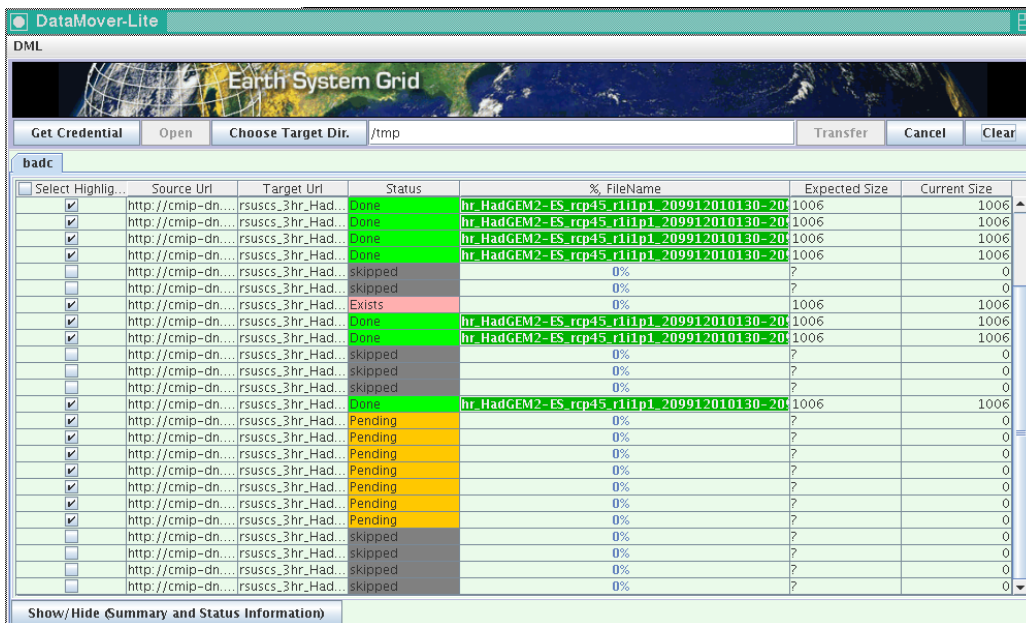 DataMover-Lite
DML
Earth System Grid
Get Credential Open Choose Target Dir. /tmp Transfer Cancel Clear
badc
Select Highlig... Source Url Target Url Status %, FileName Expected Size Current Size
http://cmip-dn.... rsuscs_3hr_Had... Done hr_HadGEM2-ES_rcp45_r1i1p1_209912010130-20 1006 1006
http://cmip-dn.... rsuscs_3hr_Had... Done hr_HadGEM2-ES_rcp45_r1i1p1_209912010130-20 1006 1006
http://cmip-dn.... rsuscs_3hr_Had... Done hr_HadGEM2-ES_rcp45_r1i1p1_209912010130-20 1006 1006
http://cmip-dn.... rsuscs_3hr_Had... Done hr_HadGEM2-ES_rcp45_r1i1p1_209912010130-20 1006 1006
http://cmip-dn.... rsuscs_3hr_Had... skipped 0% ? 0
http://cmip-dn.... rsuscs_3hr_Had... skipped 0% ? 0
http://cmip-dn.... rsuscs_3hr_Had... Exists 0% 1006 1006
http://cmip-dn.... rsuscs_3hr_Had... Done hr_HadGEM2-ES_rcp45_r1i1p1_209912010130-20 1006 1006
http://cmip-dn.... rsuscs_3hr_Had... Done hr_HadGEM2-ES_rcp45_r1i1p1_209912010130-20 1006 1006
http://cmip-dn.... rsuscs_3hr_Had... skipped 0% ? 0
http://cmip-dn.... rsuscs_3hr_Had... skipped 0% ? 0
http://cmip-dn.... rsuscs_3hr_Had... skipped 0% ? 0
http://cmip-dn.... rsuscs_3hr_Had... Done hr_HadGEM2-ES_rcp45_r1i1p1_209912010130-20 1006 1006
http://cmip-dn.... rsuscs_3hr_Had... Pending 0% ? 0
http://cmip-dn.... rsuscs_3hr_Had... Pending 0% ? 0
http://cmip-dn.... rsuscs_3hr_Had... Pending 0% ? 0
http://cmip-dn.... rsuscs_3hr_Had... Pending 0% ? 0
http://cmip-dn.... rsuscs_3hr_Had... Pending 0% ? 0
http://cmip-dn.... rsuscs_3hr_Had... Pending 0% ? 0
http://cmip-dn.... rsuscs_3hr_Had... Pending 0% ? 0
http://cmip-dn.... rsuscs_3hr_Had... skipped 0% ? 0
http://cmip-dn.... rsuscs_3hr_Had... skipped 0% ? 0
http://cmip-dn.... rsuscs_3hr_Had... skipped 0% ? 0
http://cmip-dn.... rsuscs_3hr_Had... skipped 0% ? 0
Show/Hide (Summary and Status Information)